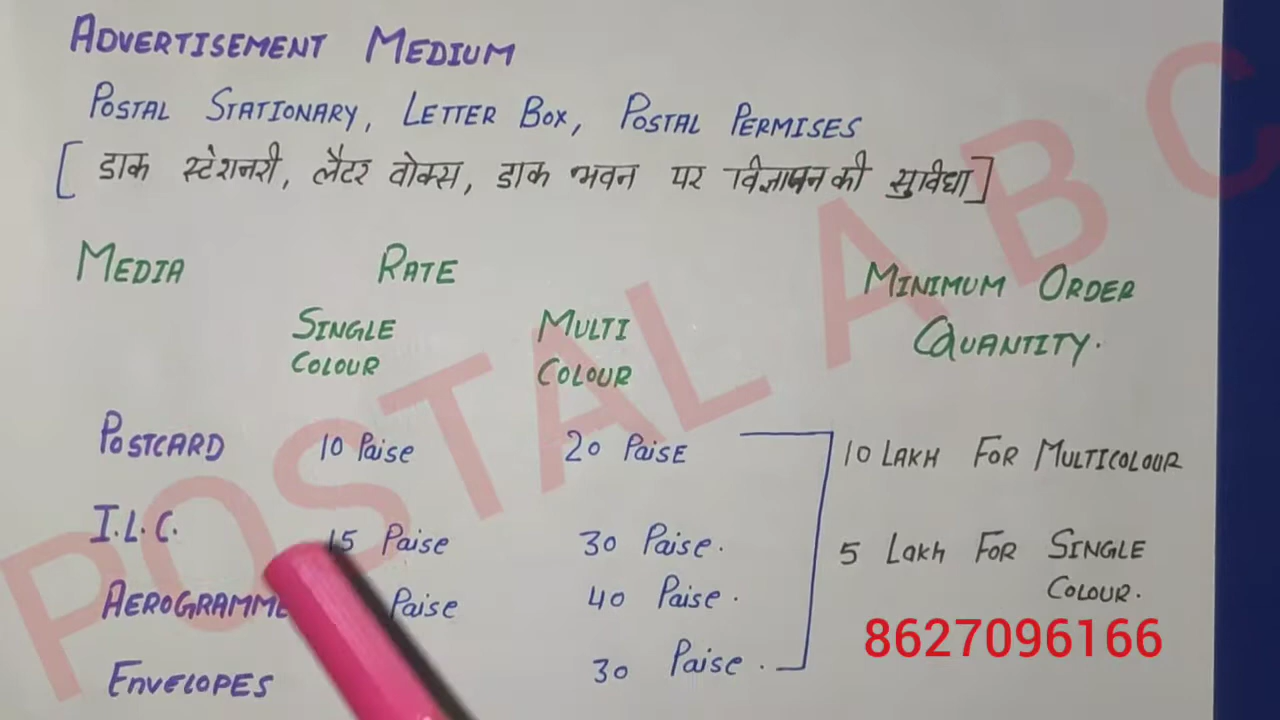 ADVERTISEMENT MEDIUM
POSTAL STATIONARY, LETTER BOX, POSTAL PERMISES
[ डाक स्टेशनरी, लैटर वोक्स, डाक भवन पर विज्ञापन की सुविधा ]
MEDIA RATE MINIMUM ORDER QUANTITY.
SINGLE COLOUR MULTI COLOUR
POSTCARD 10 Paise 20 PAISE 10 LAKH FOR MULTICOLOUR
I.L.C. 15 Paise 30 Paise. 5 Lakh FOR SINGLE COLOUR.
AEROGRAMME Paise 40 Paise.
ENVELOPES 30 Paise.
8627096166
POSTAL ABC